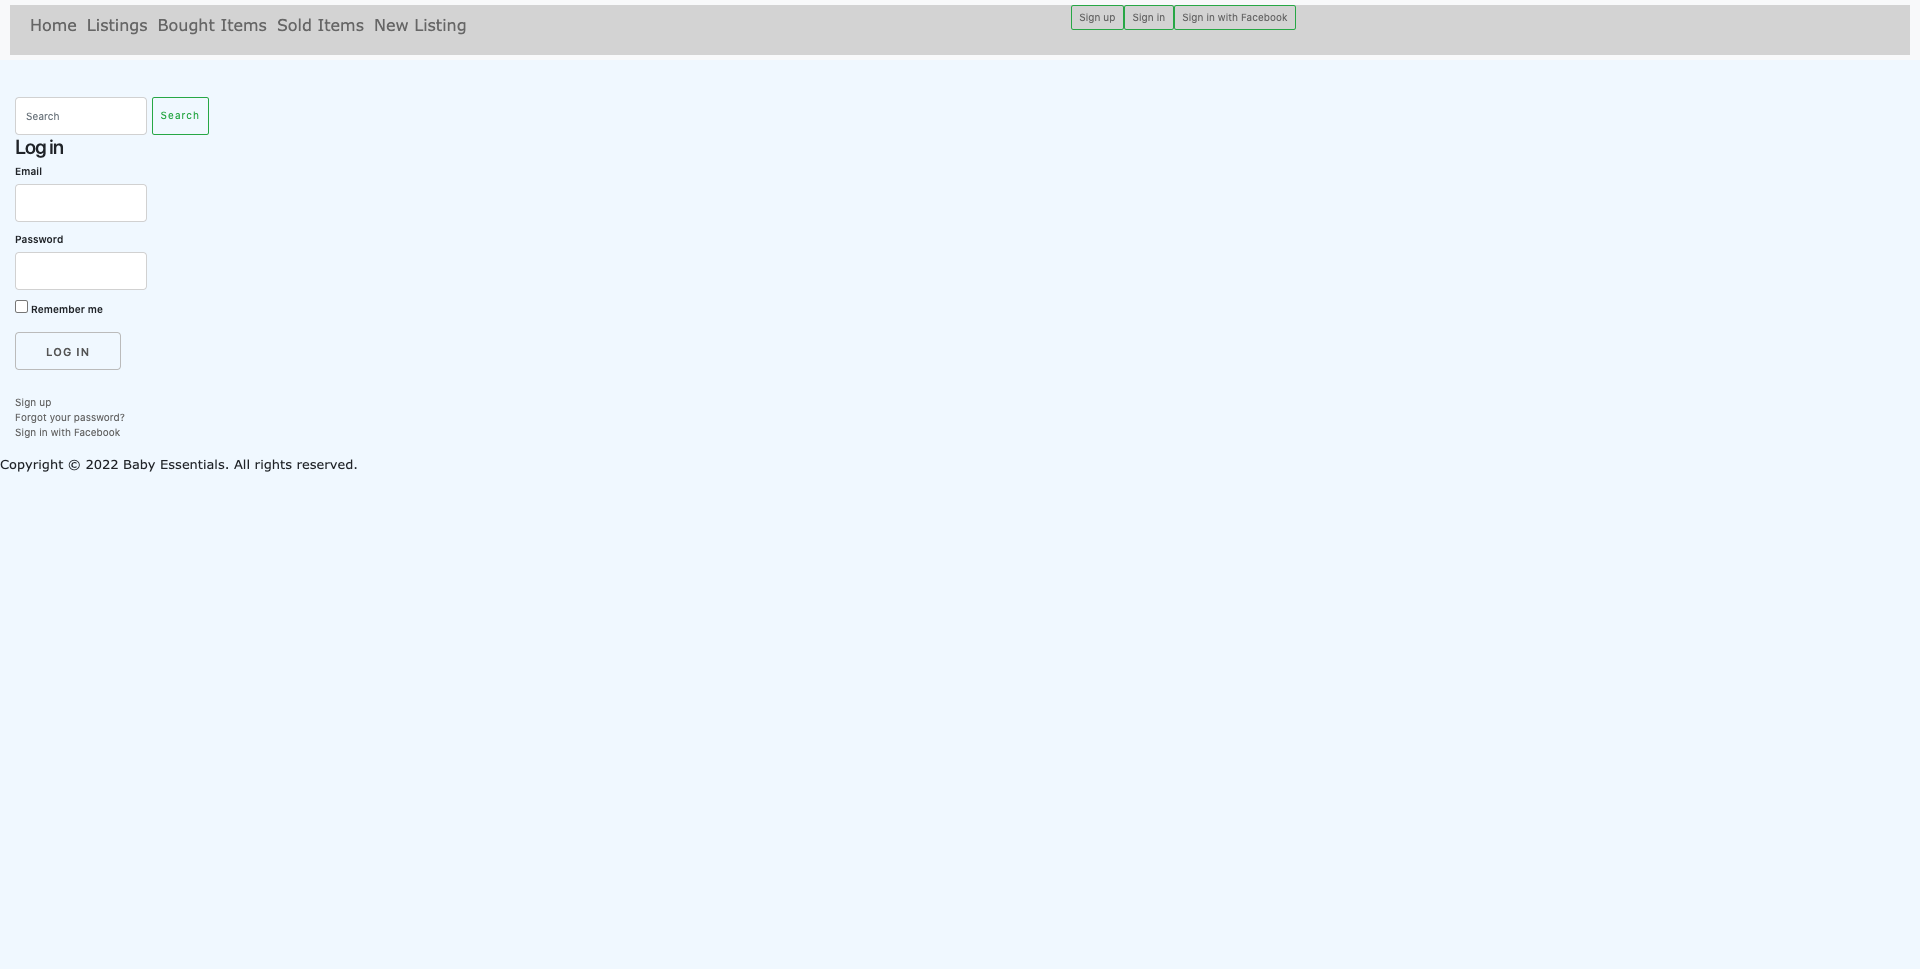 Home Listings Bought Items Sold Items New Listing Sign up Sign in Sign in with Facebook
Search Search
Log in
Email
Password
Remember me
LOG IN
Sign up
Forgot your password?
Sign in with Facebook
Copyright © 2022 Baby Essentials. All rights reserved.